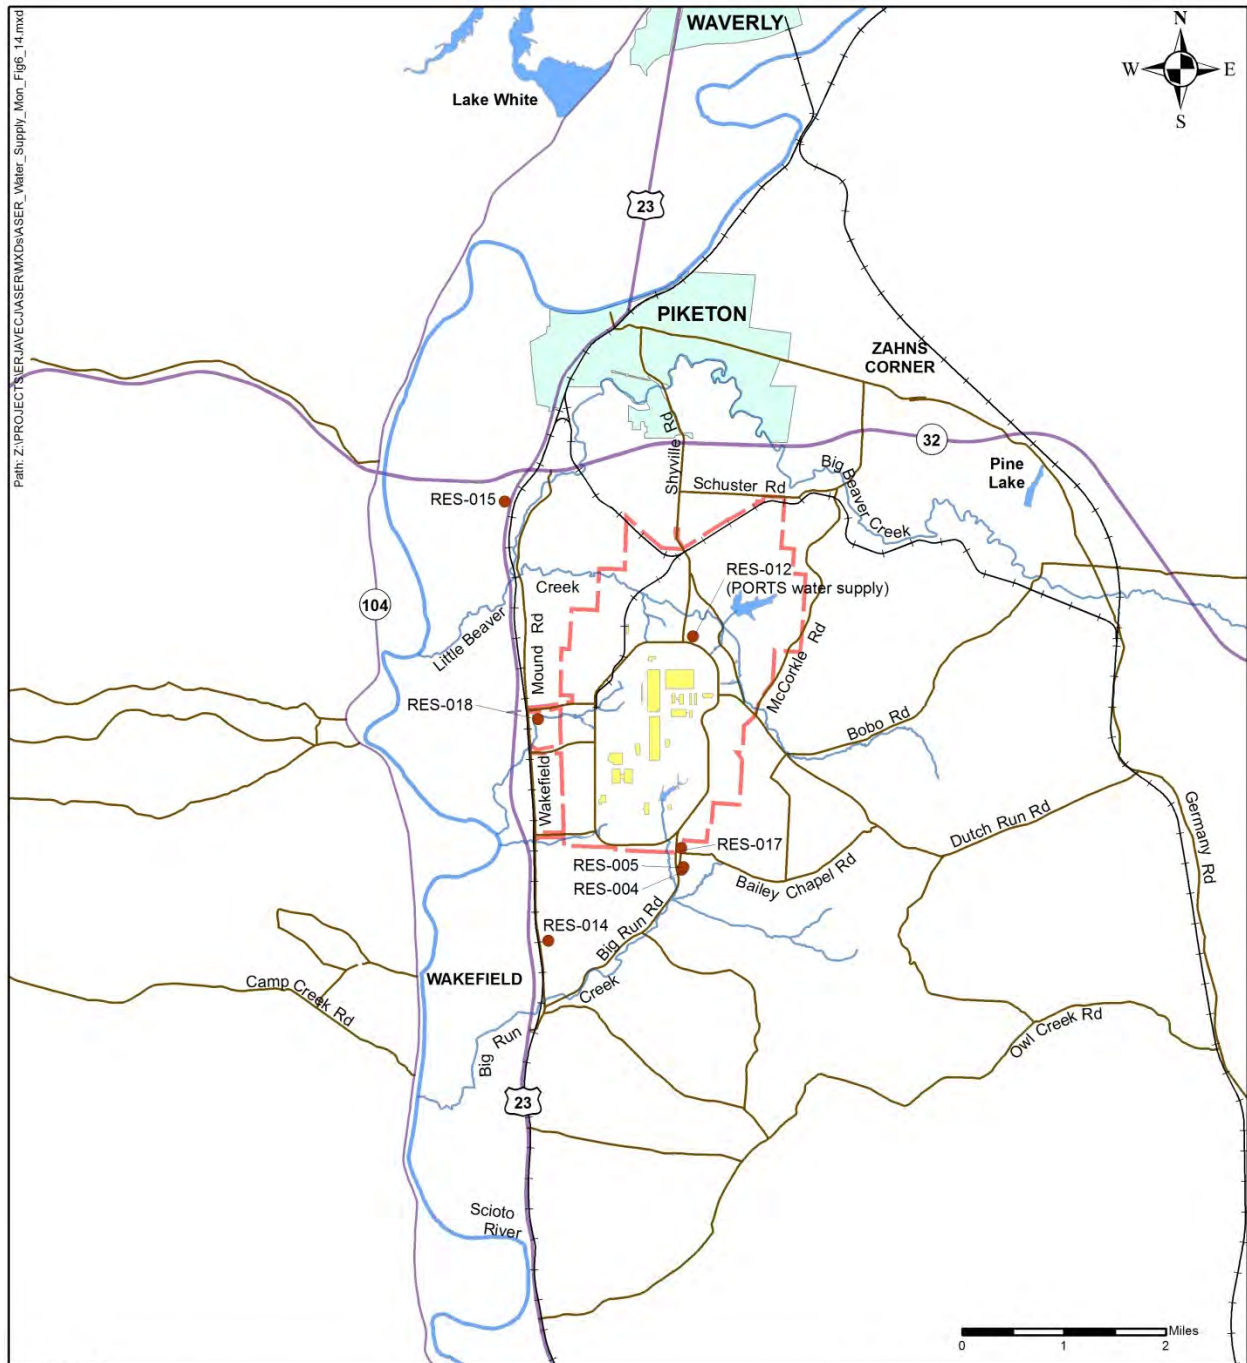 Path: Z:\PROJECTS\ERJAVECJ\ASER\MXDs\ASER_Water_Supply_Mon_Fig6_14.mxd
WAVERLY
N
W
E
S
Lake White
23
PIKETON
ZAHNS
CORNER
32
Shyville Rd
Big Beaver Creek
Pine
Lake
Schuster Rd
RES-015
RES-012
(PORTS water supply)
Creek
104
Little Beaver
Mound Rd
McCorkle Rd
RES-018
Bobo Rd
Wakefield
Germany Rd
Dutch Run Rd
RES-017
RES-005
RES-004
Bailey Chapel Rd
RES-014
Big Run Rd
WAKEFIELD
Camp Creek Rd
Creek
Big Run
Owl Creek Rd
23
Scioto
River
Miles
0
1
2